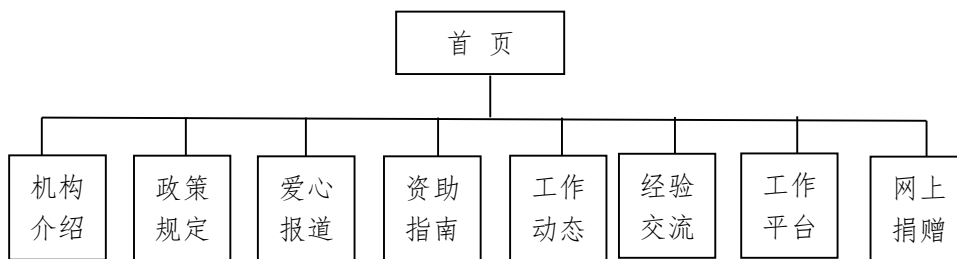 首 页
机构
介绍
政策
规定
爱心
报道
资助
指南
工作
动态
经验
交流
工作
平台
网上
捐赠